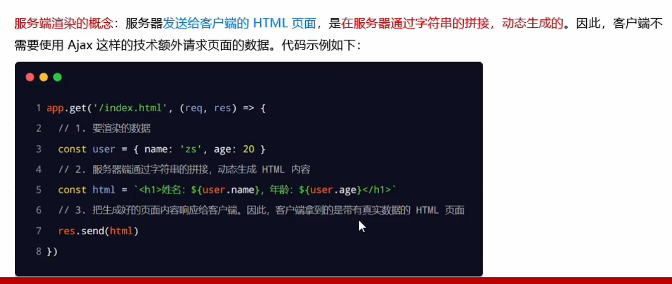 服务端渲染的概念：服务器发送给客户端的 HTML 页面，是在服务器通过字符串的拼接，动态生成的。因此，客户端不
需要使用 Ajax 这样的技术额外请求页面的数据。代码示例如下：
1 app.get('/index.html', (req, res) => {
2 // 1. 要渲染的数据
3 const user = { name: 'zs', age: 20 }
4 // 2. 服务器端通过字符串的拼接，动态生成 HTML 内容
5 const html = `<h1>姓名：${user.name}，年龄：${user.age}</h1>`
6 // 3. 把生成好的页面内容响应给客户端。因此，客户端拿到的是带有真实数据的 HTML 页面
7 res.send(html)
8 })